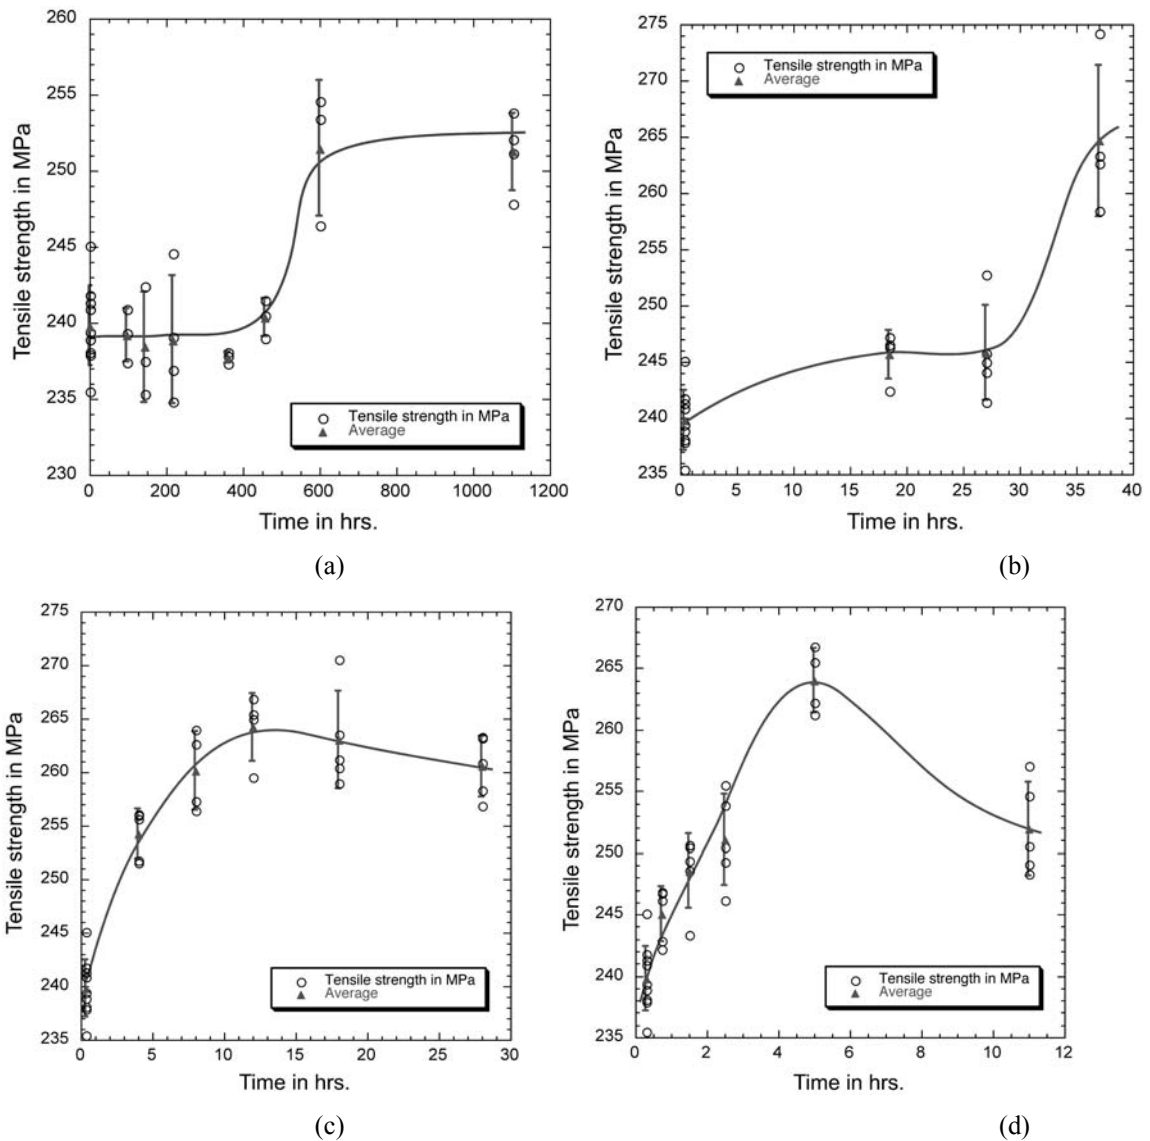 260
255
250
245
240
235
230
Tensile strength in MPa
Tensile strength in MPa
Average
0 200 400 600 800 1000 1200
Time in hrs.
(a)
275
270
265
260
255
250
245
240
235
Tensile strength in MPa
Tensile strength in MPa
Average
0 5 10 15 20 25 30 35 40
Time in hrs.
(b)
275
270
265
260
255
250
245
240
235
Tensile strength in MPa
Tensile strength in MPa
Average
0 5 10 15 20 25 30
Time in hrs.
(c)
270
265
260
255
250
245
240
235
Tensile strength in MPa
Tensile strength in MPa
Average
0 2 4 6 8 10 12
Time in hrs.
(d)